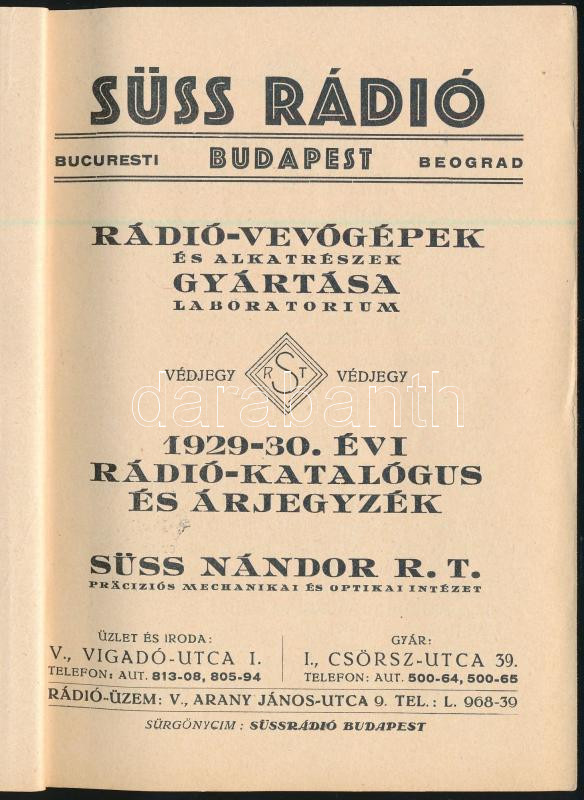 SÜSS RÁDIÓ
BUCURESTI BUDAPEST BEOGRAD
RÁDIÓ-VEVŐGÉPEK
ÉS ALKATRÉSZEK
GYÁRTÁSA
LABORATORIUM
VÉDJEGY RST VÉDJEGY
darabanth
1929-30. ÉVI
RÁDIÓ-KATALÓGUS
ÉS ÁRJEGYZÉK
SÜSS NÁNDOR R. T.
PRÄCIZIÓS MECHANIKAI ÉS OPTIKAI INTÉZET
ÜZLET ÉS IRODA:
V., VIGADÓ-UTCA I.
TELEFON: AUT. 813-08, 805-94
GYÁR:
I., CSÖRSZ-UTCA 39.
TELEFON: AUT. 500-64, 500-65
RÁDIÓ-ÜZEM: V., ARANY JÁNOS-UTCA 9. TEL.: L. 968-39
SÜRGÖNYCIM: SÜSSRÁDIÓ BUDAPEST